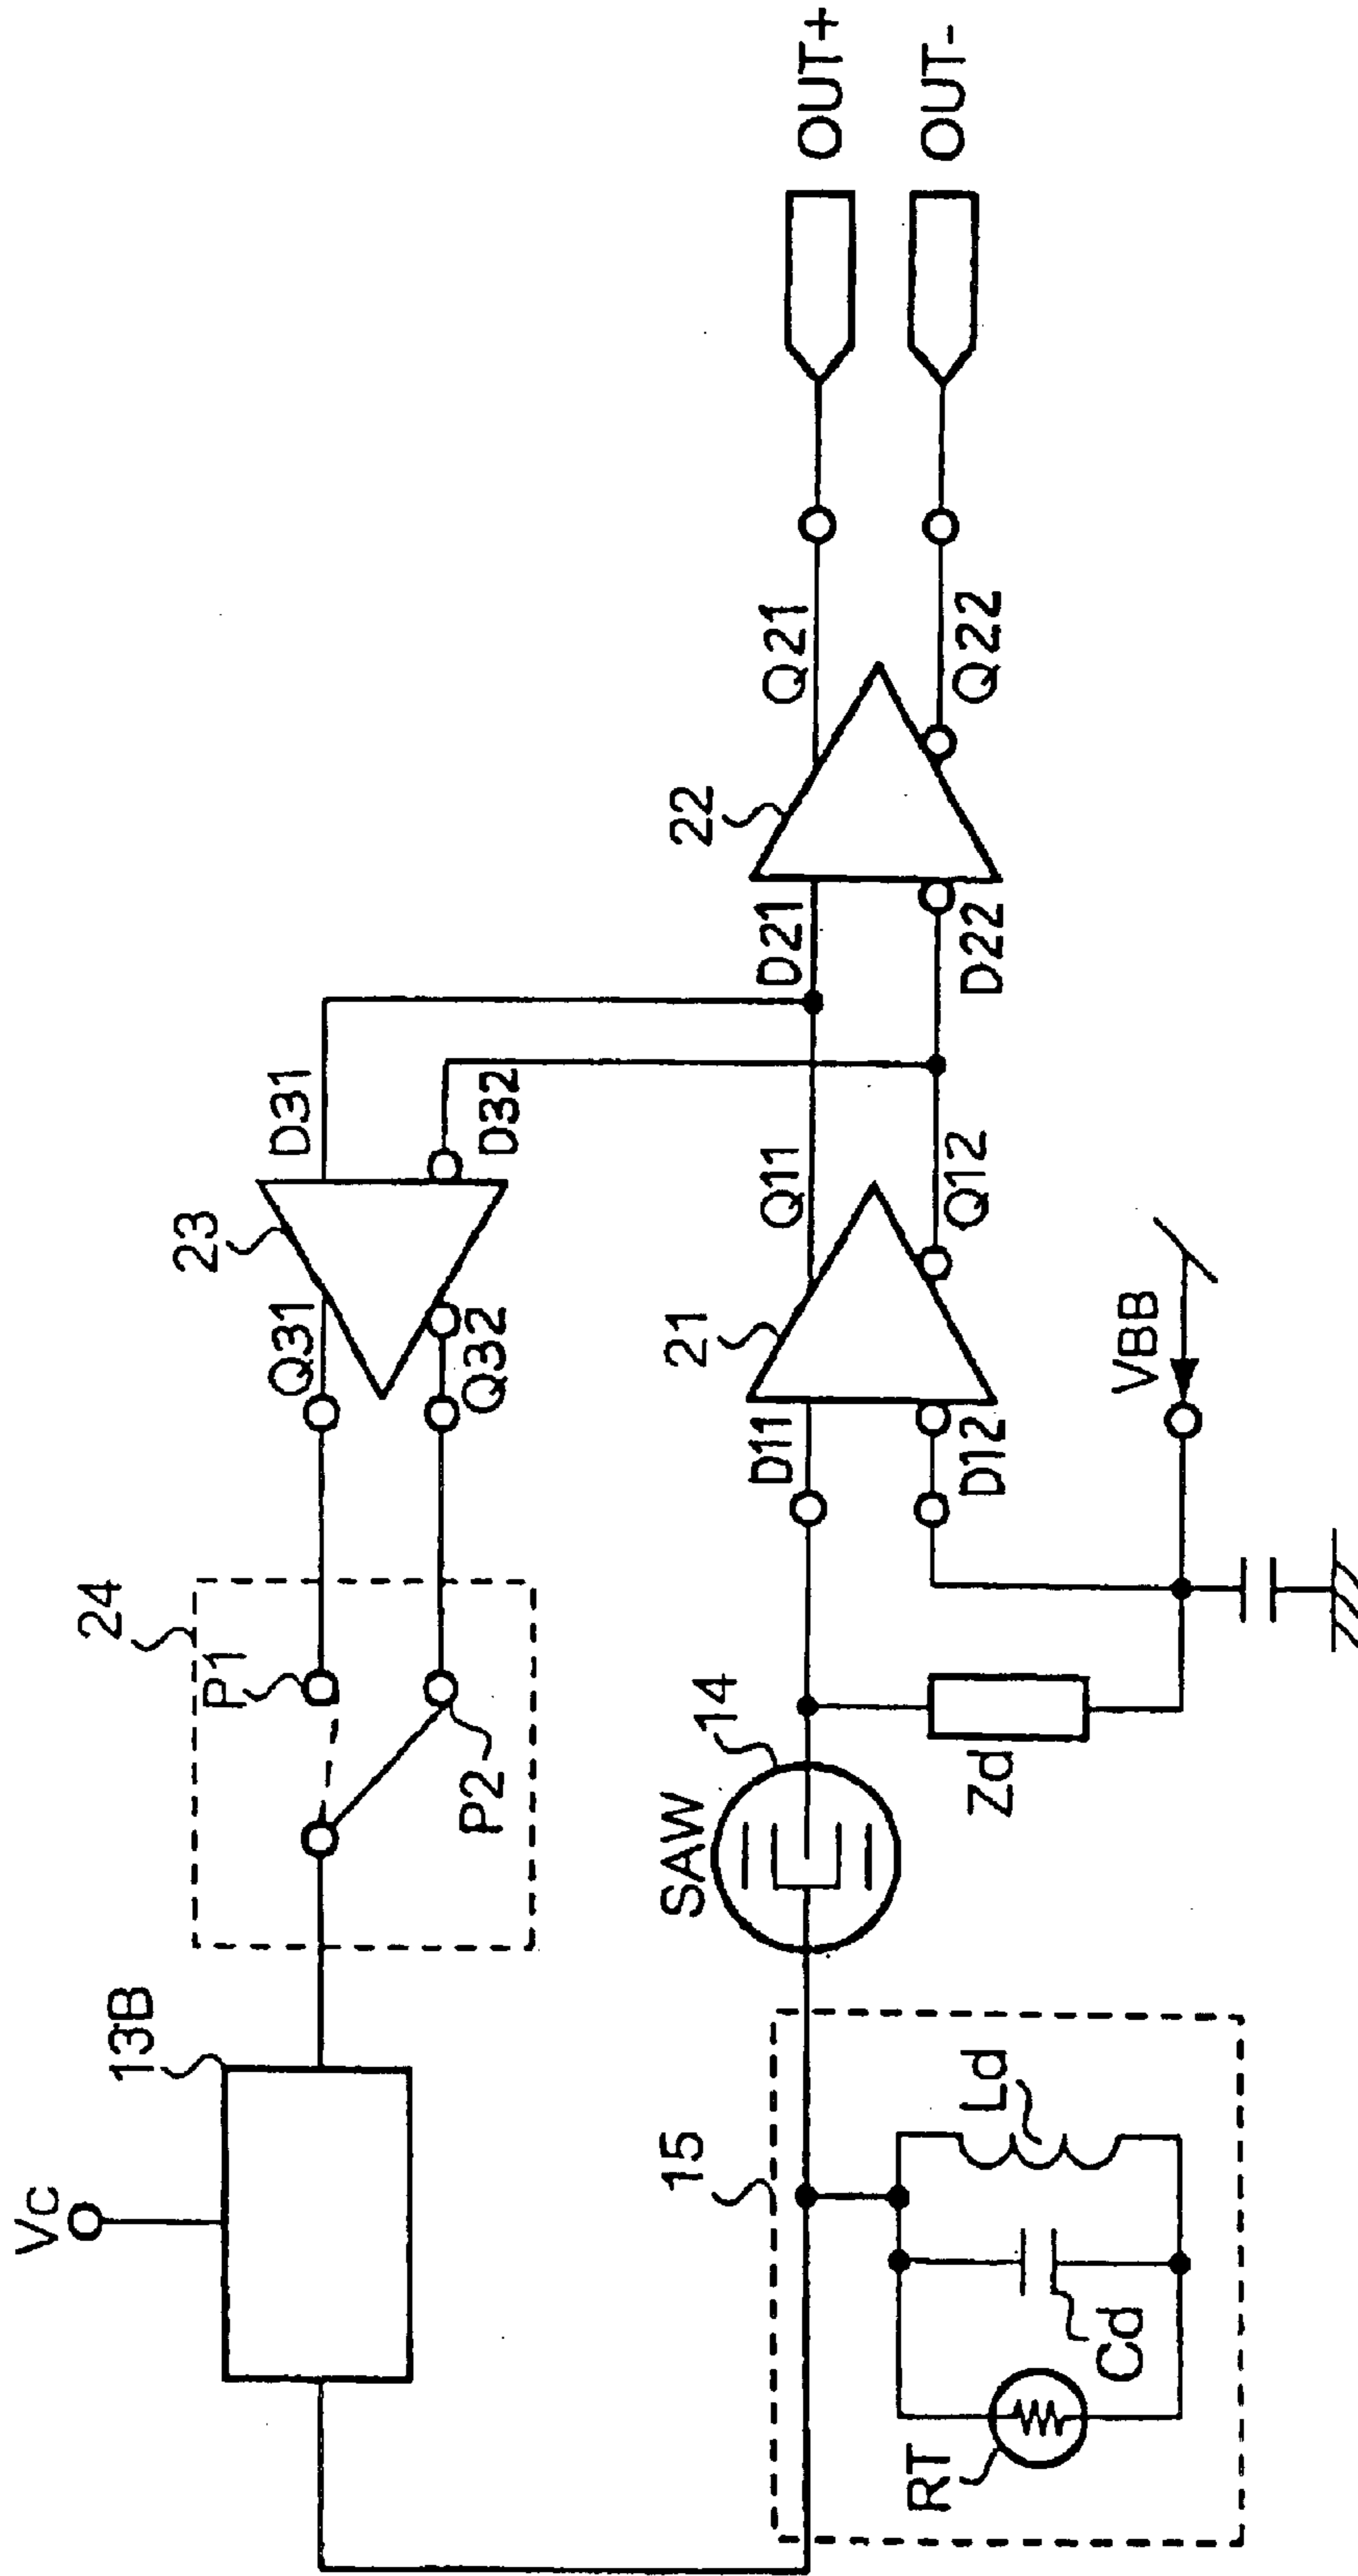 Vc
13B
24
P1
P2
Q31
Q32
23
D31
D32
15
RT
Cd
Ld
SAW
14
Zd
D11
D12
21
VBB
Q11
Q12
D21
D22
22
Q21
Q22
OUT+
OUT-